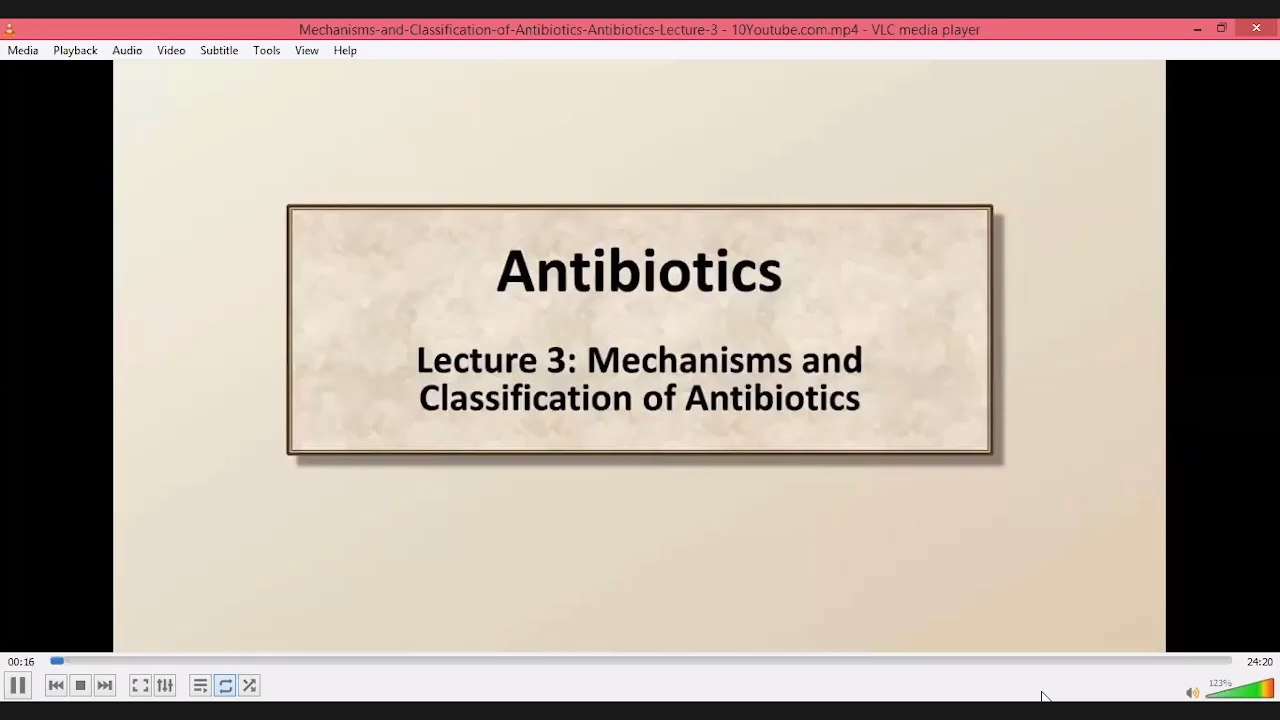 Mechanisms-and-Classification-of-Antibiotics-Antibiotics-Lecture-3 - 10Youtube.com.mp4 - VLC media player
Media Playback Audio Video Subtitle Tools View Help
Antibiotics
Lecture 3: Mechanisms and
Classification of Antibiotics
00:16 24:20
123%